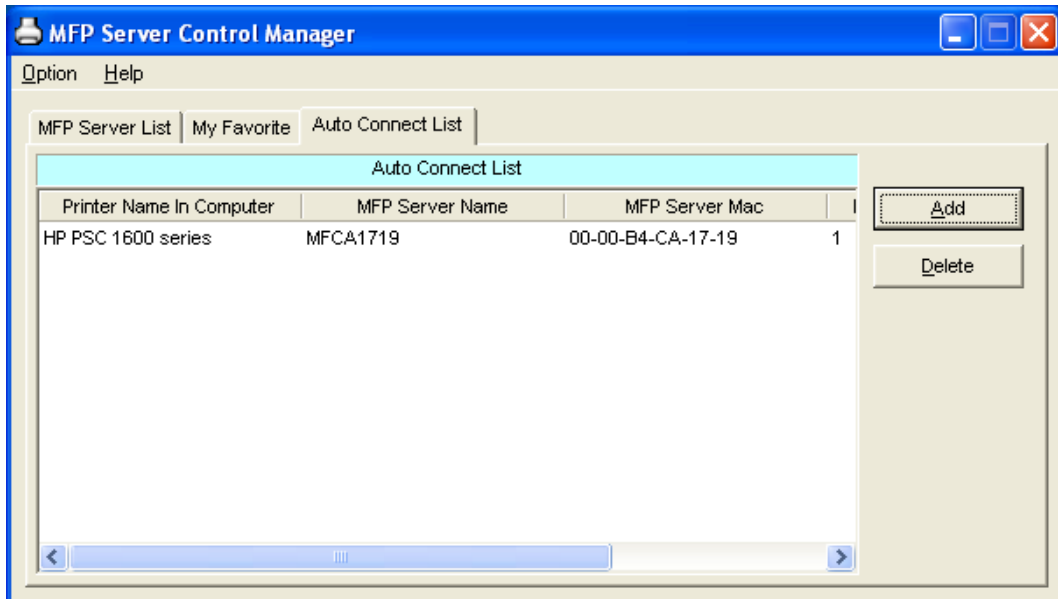 MFP Server Control Manager
Option Help
MFP Server List My Favorite Auto Connect List
Auto Connect List
Printer Name In Computer MFP Server Name MFP Server Mac
HP PSC 1600 series MFCA1719 00-00-B4-CA-17-19 1
Add
Delete